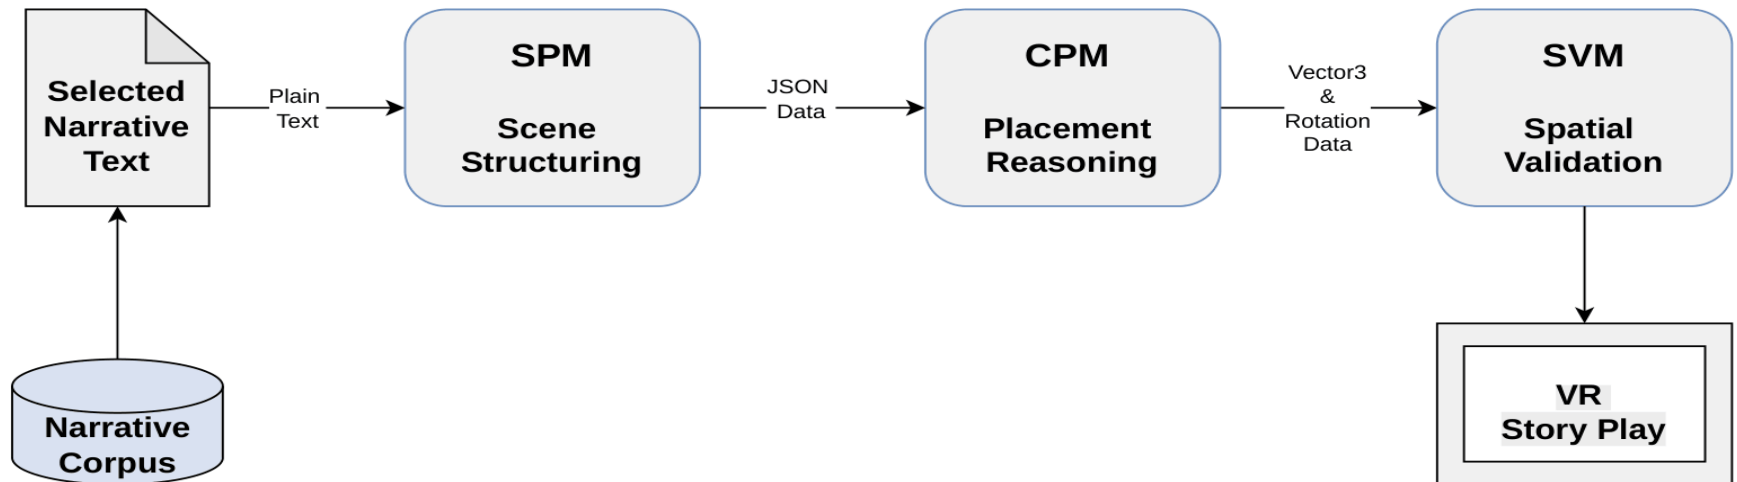 Selected
Narrative
Text
Plain
Text
SPM
Scene
Structuring
JSON
Data
CPM
Placement
Reasoning
Vector3
&
Rotation
Data
SVM
Spatial
Validation
Narrative
Corpus
VR
Story Play